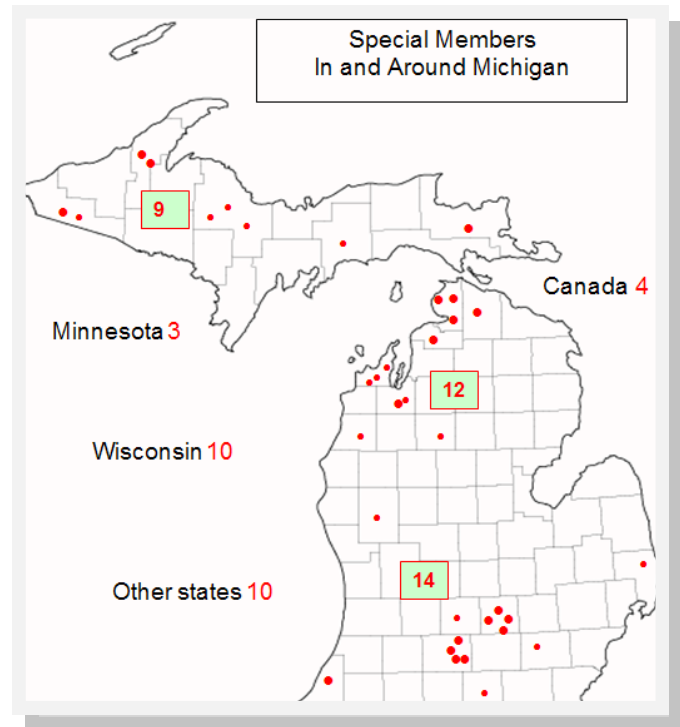 Special Members
In and Around Michigan
9
Canada 4
Minnesota 3
12
Wisconsin 10
14
Other states 10